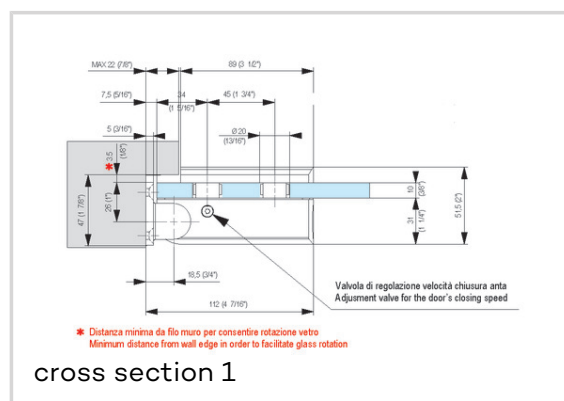 MAX 22 (7/8")
89 (3 1/2")
7,5 (5/16")
34
(1 5/16")
45 (1 3/4")
5 (3/16")
Ø 20
(13/16")
* 3,5
(1/8")
47 (1 7/8")
26 (1")
10
(3/8")
31
(1 1/4")
51,5 (2")
18,5 (3/4")
Valvola di regolazione velocità chiusura anta
Adjusment valve for the door's closing speed
112 (4 7/16")
* Distanza minima da filo muro per consentire rotazione vetro
Minimum distance from wall edge in order to facilitate glass rotation
cross section 1